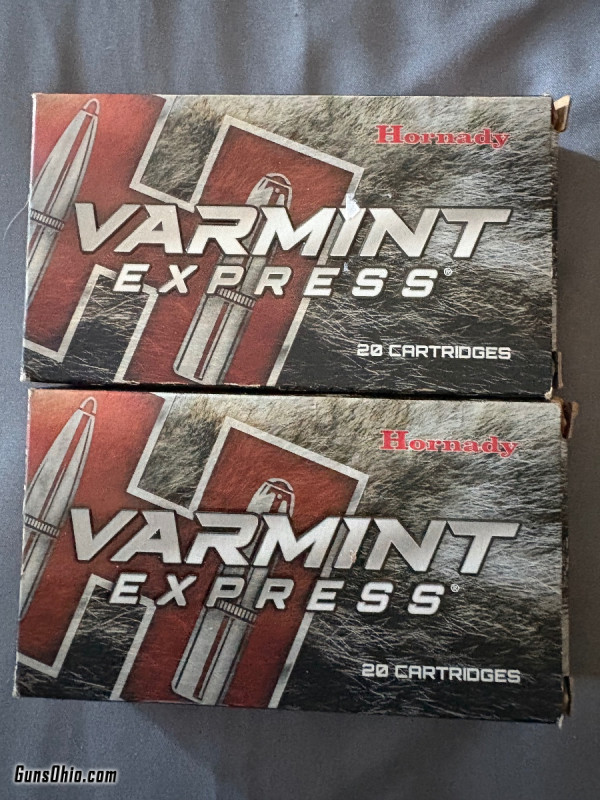 Hornady
VARMINT
EXPRESS®
20 CARTRIDGES
Hornady
VARMINT
EXPRESS®
20 CARTRIDGES
GunsOhio.com